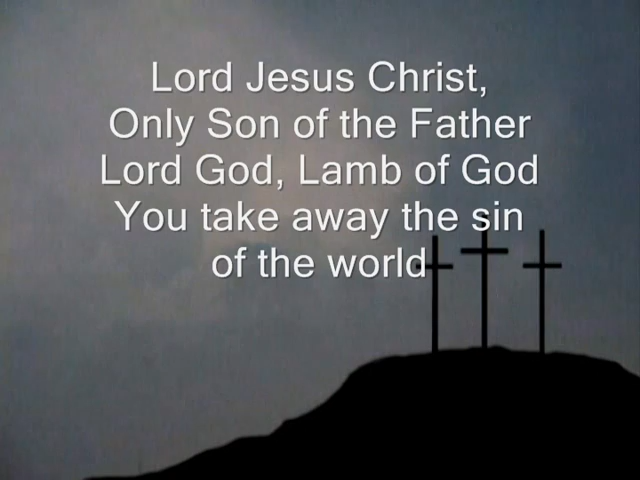 Lord Jesus Christ,
Only Son of the Father
Lord God, Lamb of God
You take away the sin
of the world